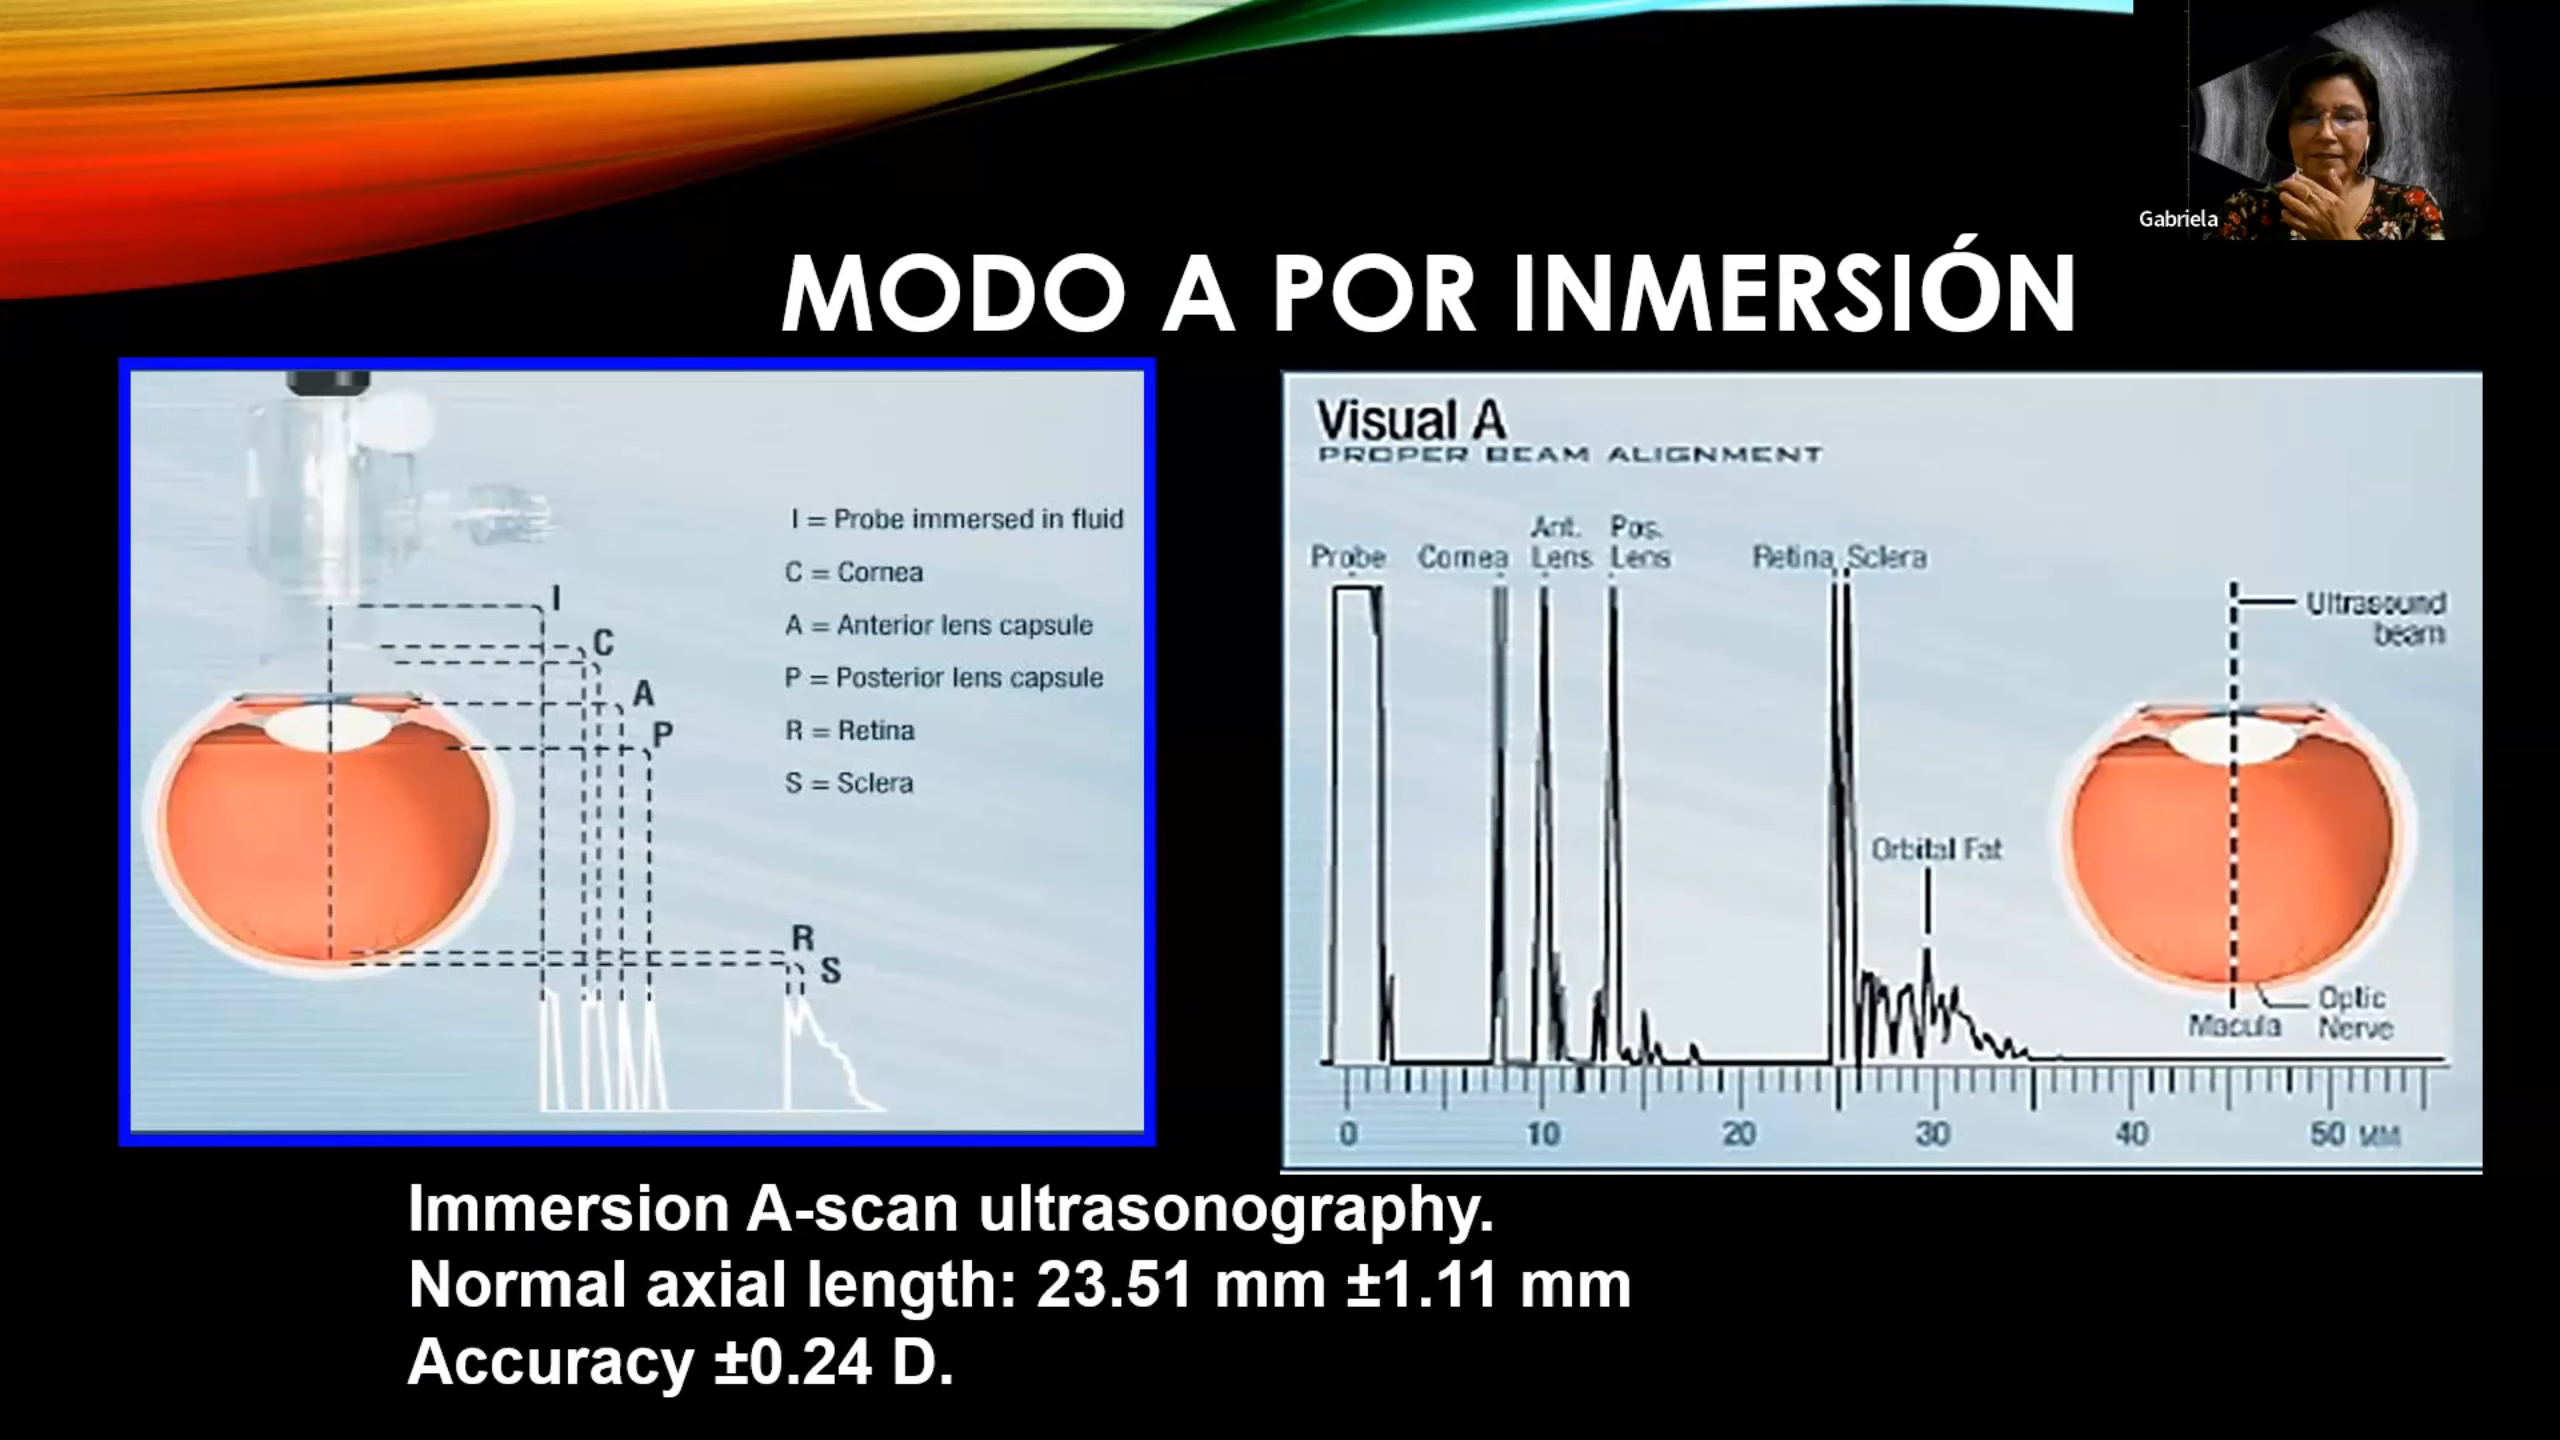 Gabriela
MODO A POR INMERSIÓN
I = Probe immersed in fluid
C = Cornea
A = Anterior lens capsule
P = Posterior lens capsule
R = Retina
S = Sclera
I
C
A
P
R
S
Visual A
PROPER BEAM ALIGNMENT
Probe
Cornea
Ant. Lens
Pos. Lens
Retina
Sclera
Orbital Fat
Ultrasound
beam
Macula
Optic
Nerve
0 10 20 30 40 50 MM
Immersion A-scan ultrasonography.
Normal axial length: 23.51 mm ±1.11 mm
Accuracy ±0.24 D.